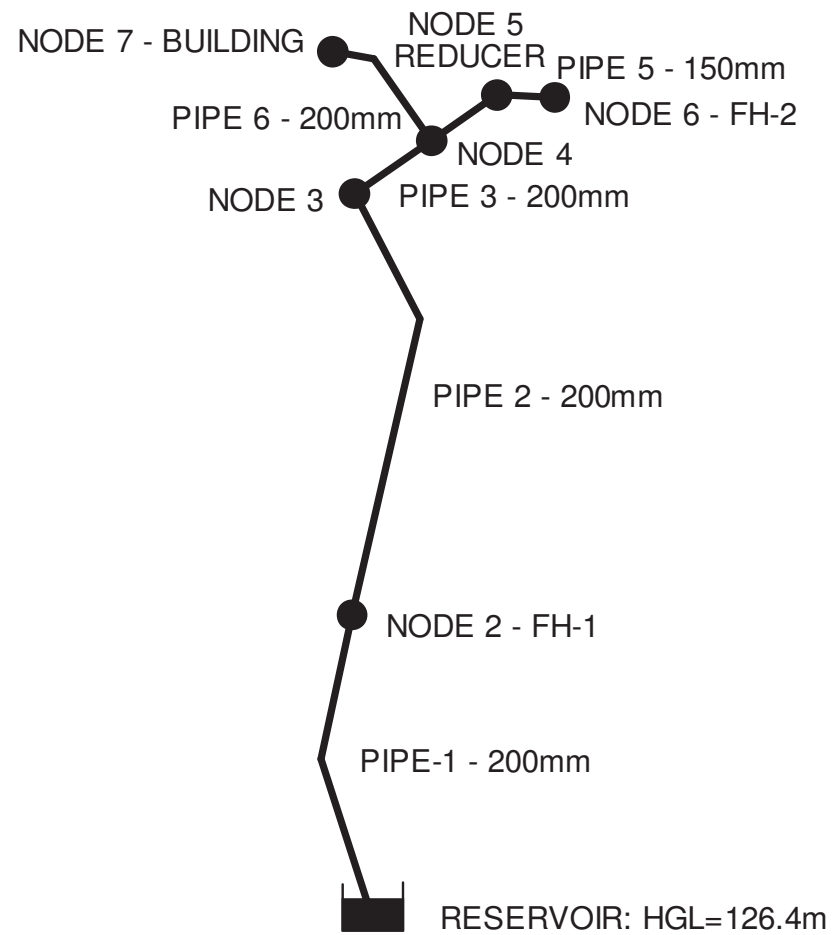 NODE 7 - BUILDING
NODE 5
REDUCER
PIPE 5 - 150mm
PIPE 6 - 200mm
NODE 6 - FH-2
NODE 4
NODE 3
PIPE 3 - 200mm
PIPE 2 - 200mm
NODE 2 - FH-1
PIPE-1 - 200mm
RESERVOIR: HGL=126.4m